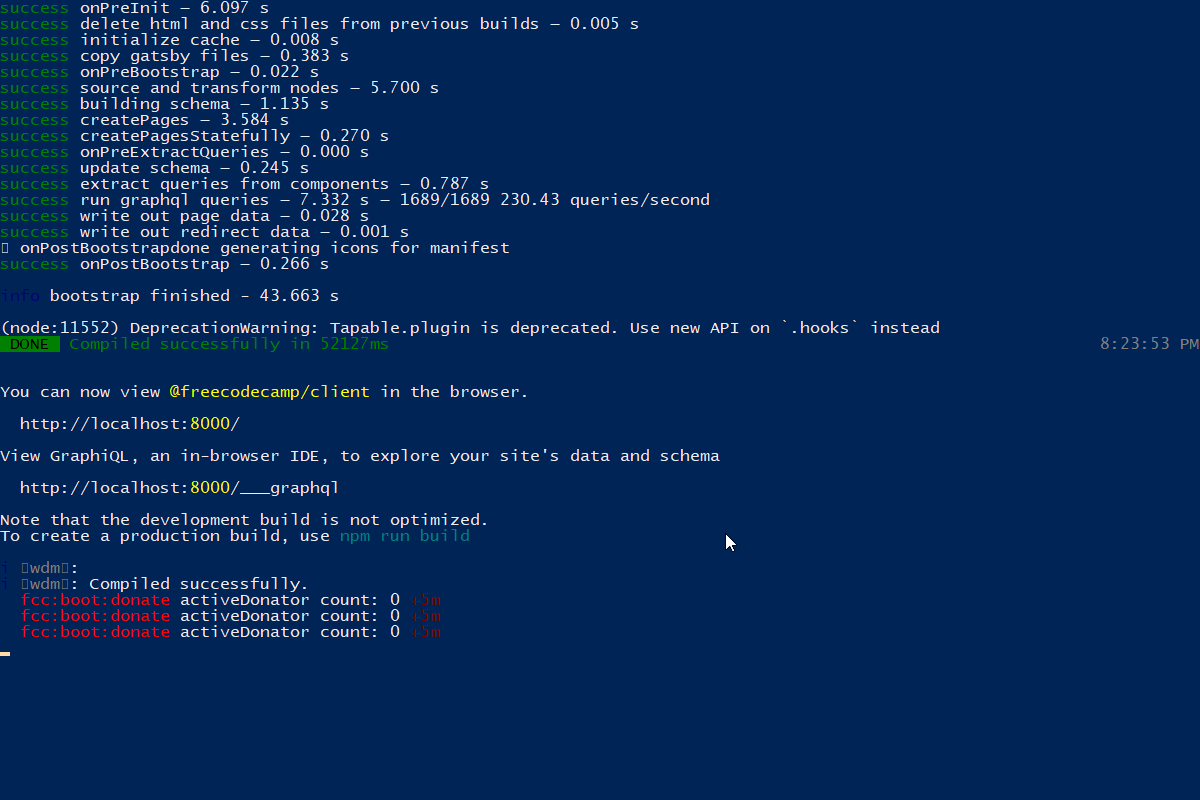 success onPreInit — 6.097 s
success delete html and css files from previous builds — 0.005 s
success initialize cache — 0.008 s
success copy gatsby files — 0.383 s
success onPreBootstrap — 0.022 s
success source and transform nodes — 5.700 s
success building schema — 1.135 s
success createPages — 3.584 s
success createPagesStatefully — 0.270 s
success onPreExtractQueries — 0.000 s
success update schema — 0.245 s
success extract queries from components — 0.787 s
success run graphql queries — 7.332 s — 1689/1689 230.43 queries/second
success write out page data — 0.028 s
success write out redirect data — 0.001 s
▯ onPostBootstrapdone generating icons for manifest
success onPostBootstrap — 0.266 s
info bootstrap finished - 43.663 s
(node:11552) DeprecationWarning: Tapable.plugin is deprecated. Use new API on `.hooks` instead
DONE Compiled successfully in 52127ms 8:23:53 PM
You can now view @freecodecamp/client in the browser.
http://localhost:8000/
View GraphiQL, an in-browser IDE, to explore your site's data and schema
http://localhost:8000/___graphql
Note that the development build is not optimized.
To create a production build, use npm run build
i ▯wdm▯:
i ▯wdm▯: Compiled successfully.
fcc:boot:donate activeDonator count: 0 +5m
fcc:boot:donate activeDonator count: 0 +5m
fcc:boot:donate activeDonator count: 0 +5m